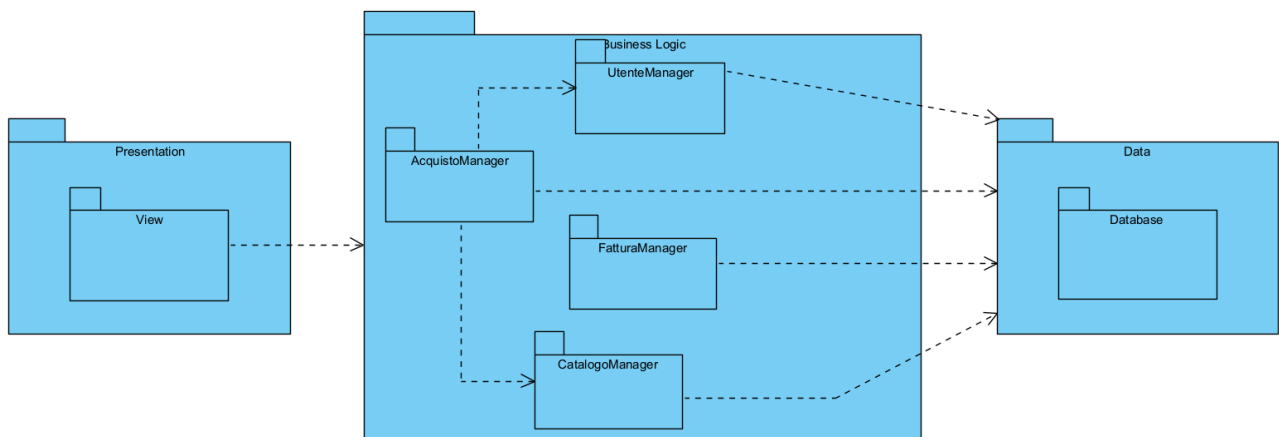 Business Logic
UtenteManager
Presentation
AcquistoManager
Data
View
Database
FatturaManager
CatalogoManager